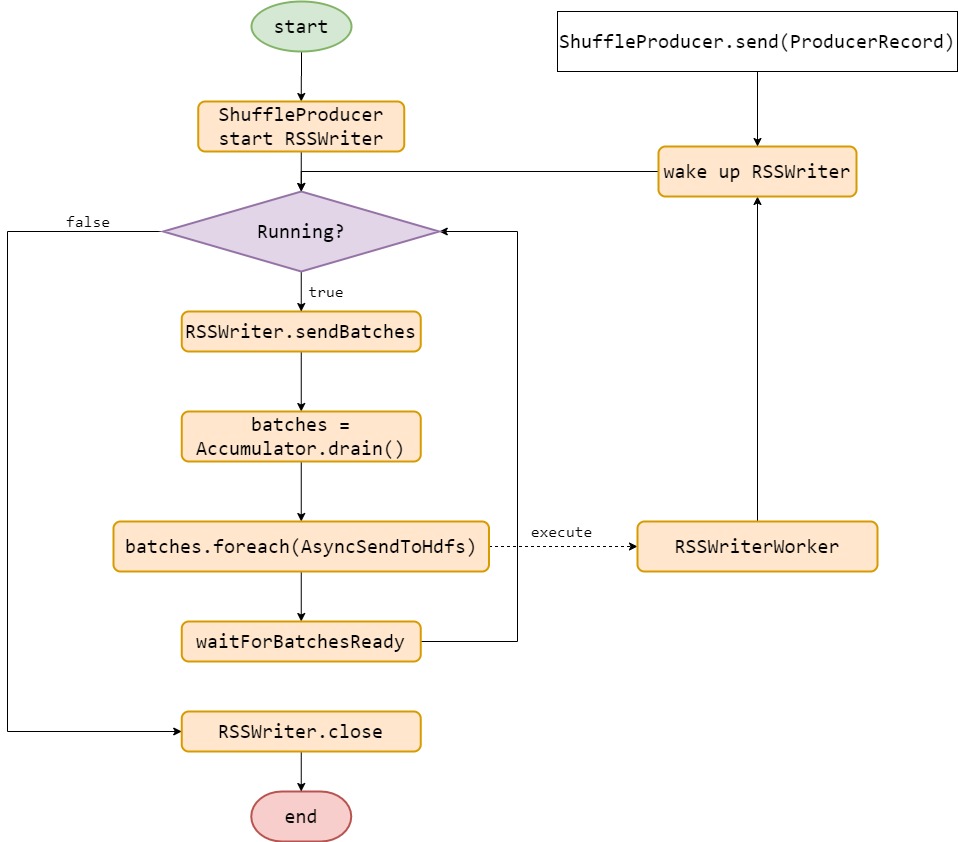 start
ShuffleProducer.send(ProducerRecord)
ShuffleProducer
start RSSWriter
wake up RSSWriter
false
Running?
true
RSSWriter.sendBatches
batches =
Accumulator.drain()
batches.foreach(AsyncSendToHdfs)
execute
RSSWriterWorker
waitForBatchesReady
RSSWriter.close
end